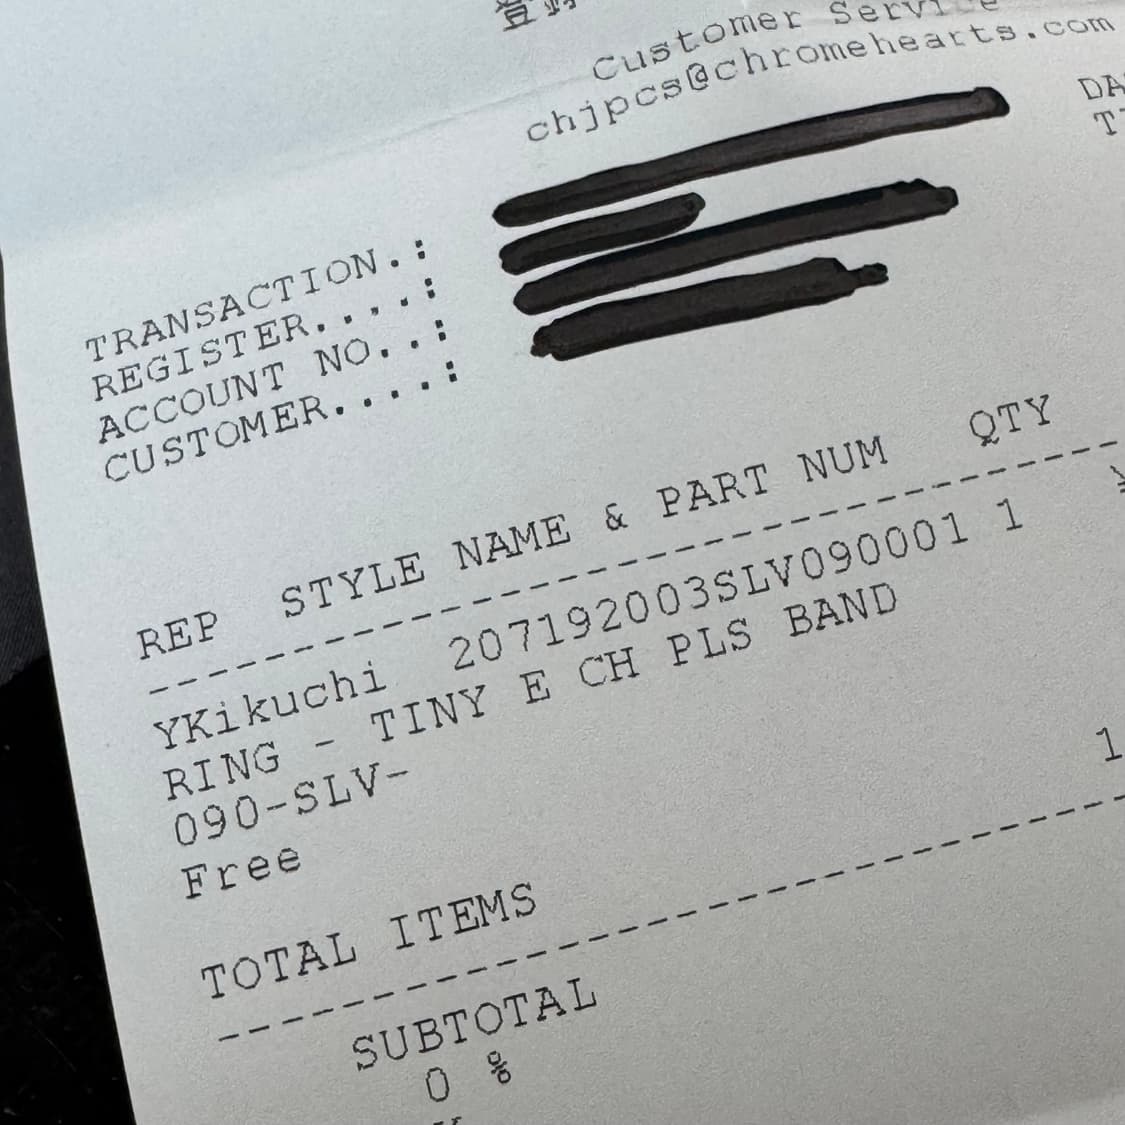 Customer Service
chjpcs@chromehearts.com
DA
TRANSACTION.:
REGISTER....:
ACCOUNT NO..:
CUSTOMER....:
REP STYLE NAME & PART NUM QTY
YKikuchi 207192003SLV090001 1
RING - TINY E CH PLS BAND
090-SLV-
Free
TOTAL ITEMS 1
SUBTOTAL
0 %